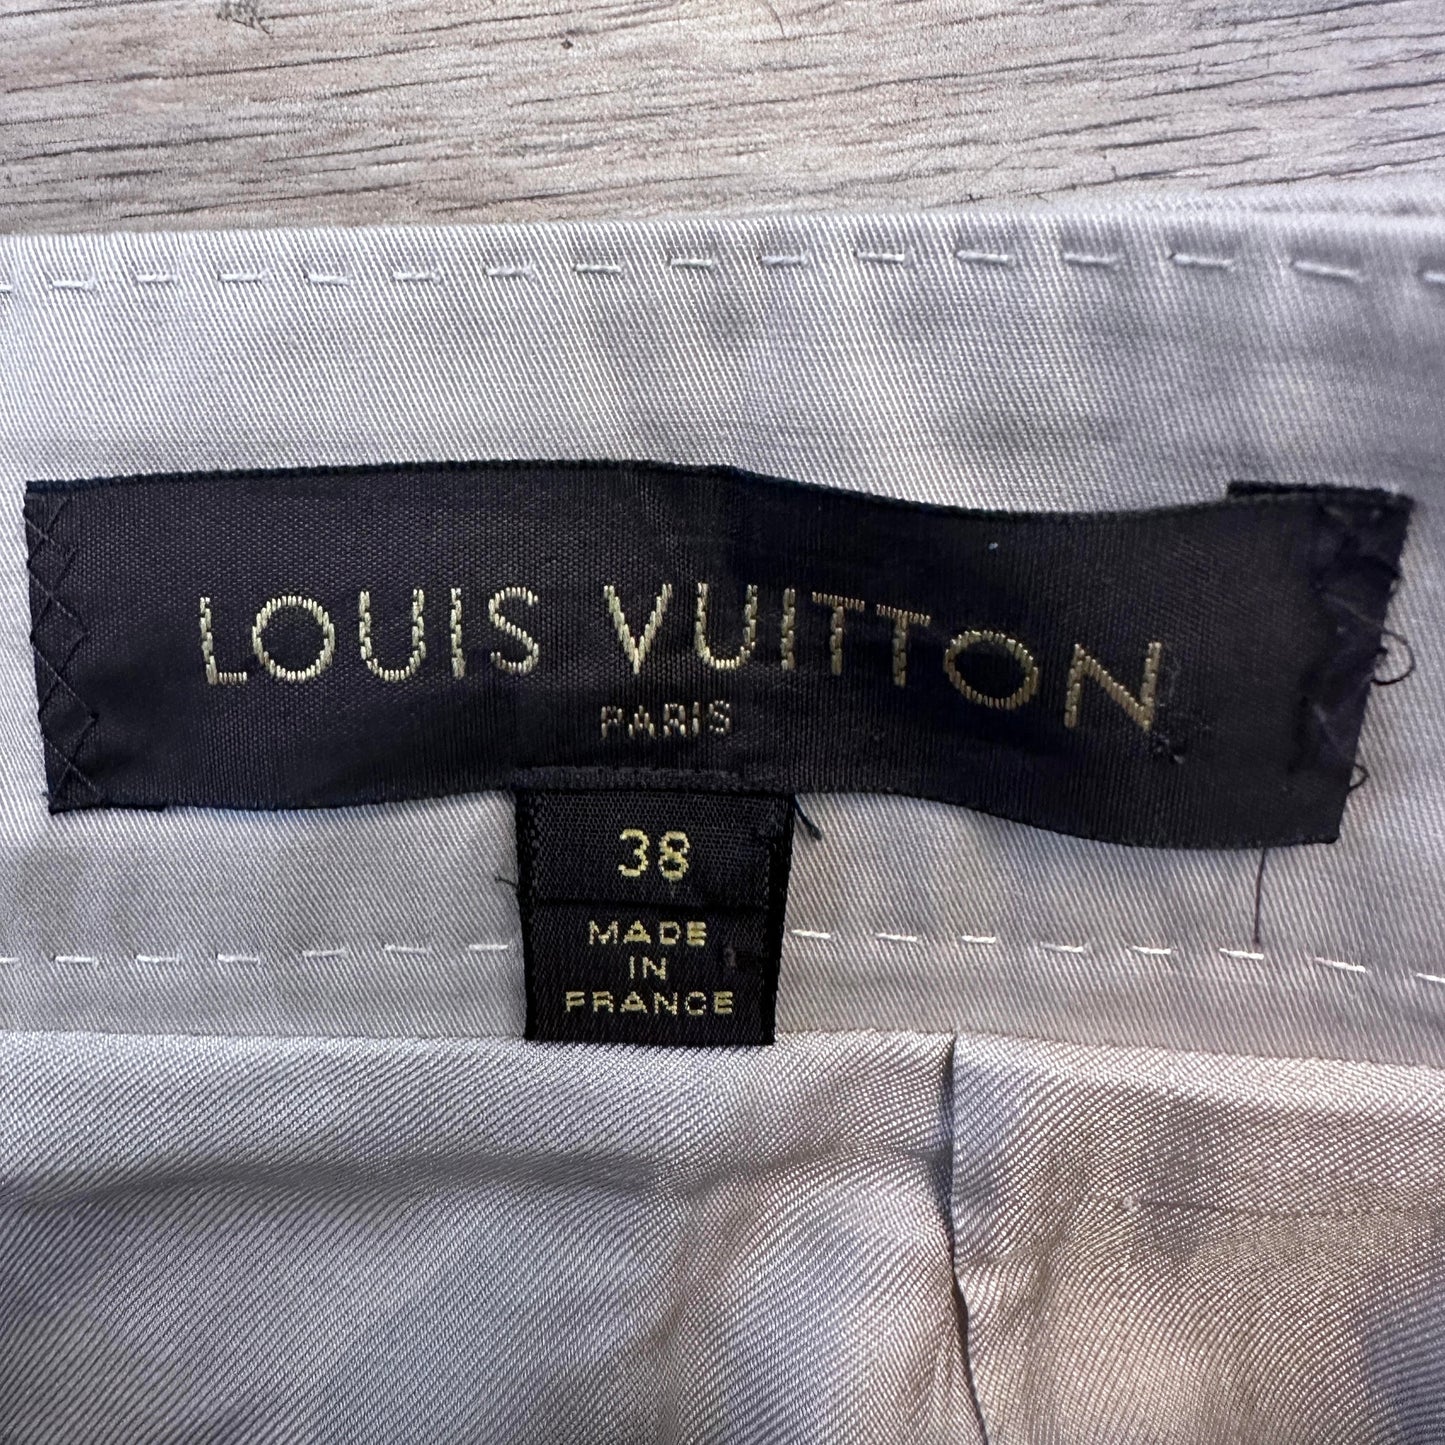 LOUIS VUITTON
PARIS
38
MADE
IN
FRANCE